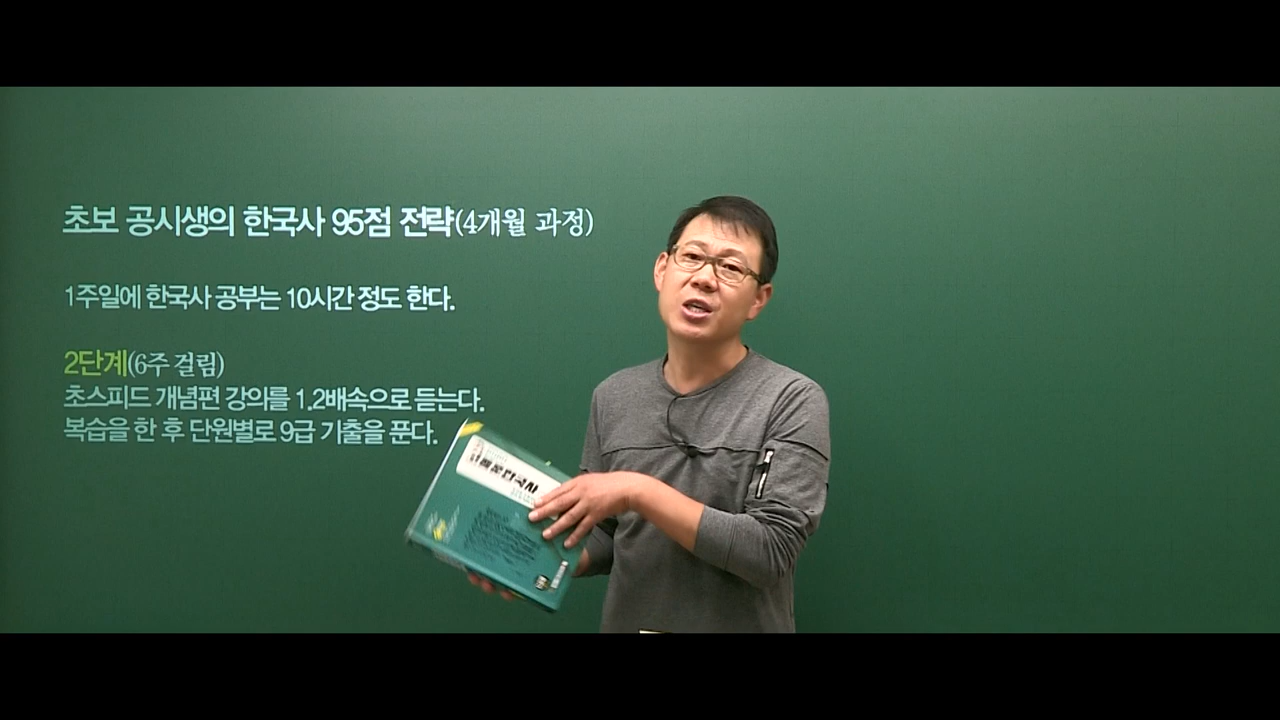 초보 공시생의 한국사 95점 전략(4개월 과정)
1주일에 한국사 공부는 10시간 정도 한다.
2단계(6주 걸림)
초스피드 개념편 강의를 1.2배속으로 듣는다.
복습을 한 후 단원별로 9급 기출을 푼다.